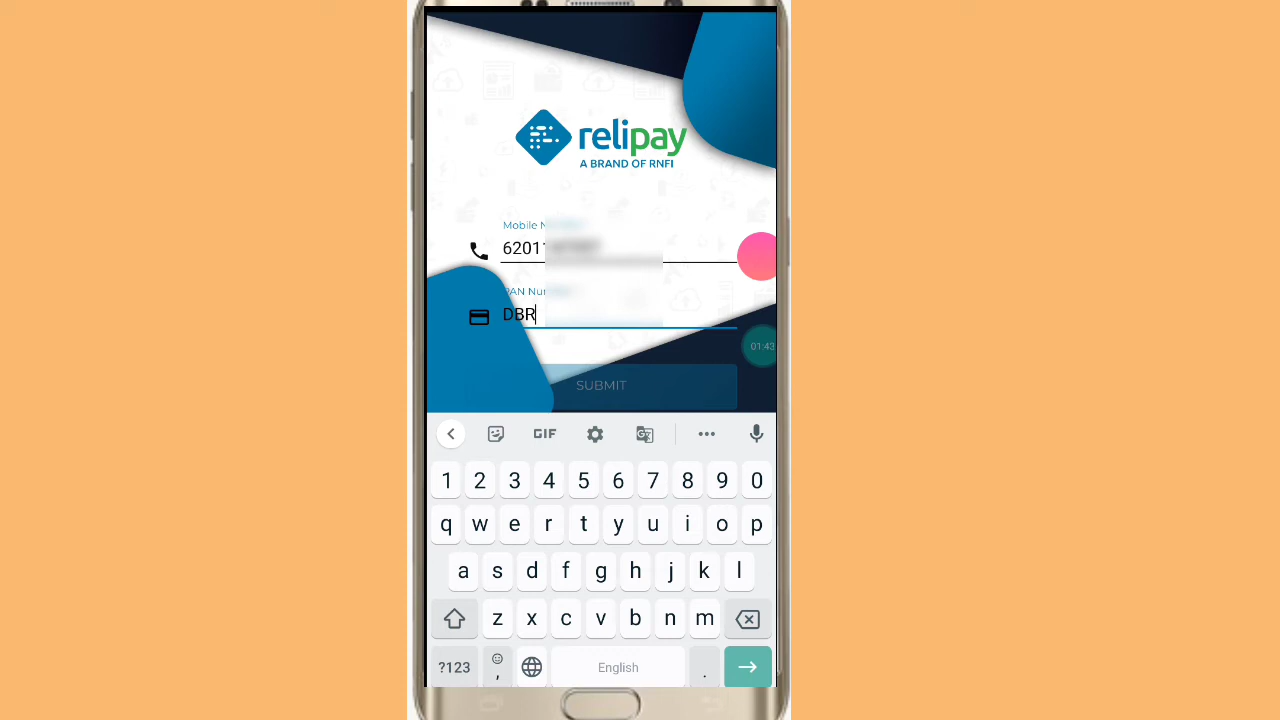 relipay
A BRAND OF RNFI
Mobile
6201
PAN Nu
DBR
01:43
SUBMIT
GIF
1 2 3 4 5 6 7 8 9 0
q w e r t y u i o p
a s d f g h j k l
z x c v b n m
?123 , English .